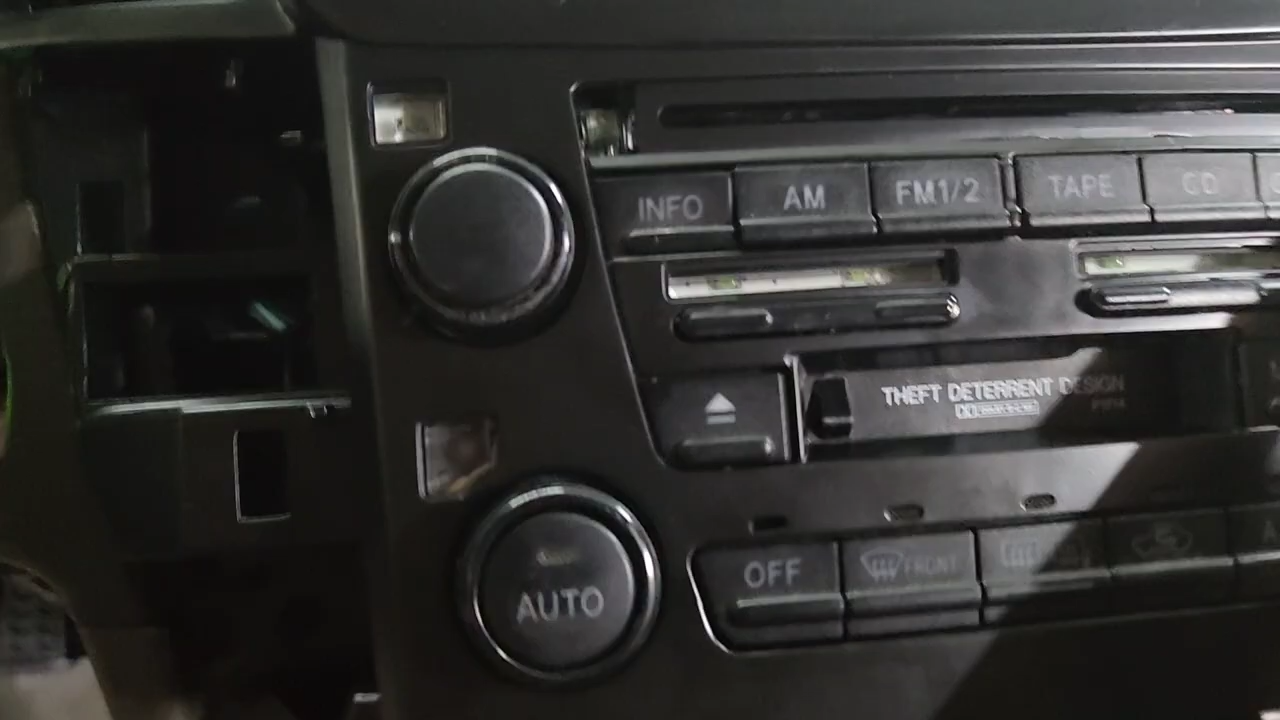 INFO AM FM1/2 TAPE CD
THEFT DETERRENT DESIGN
OFF FRONT
AUTO